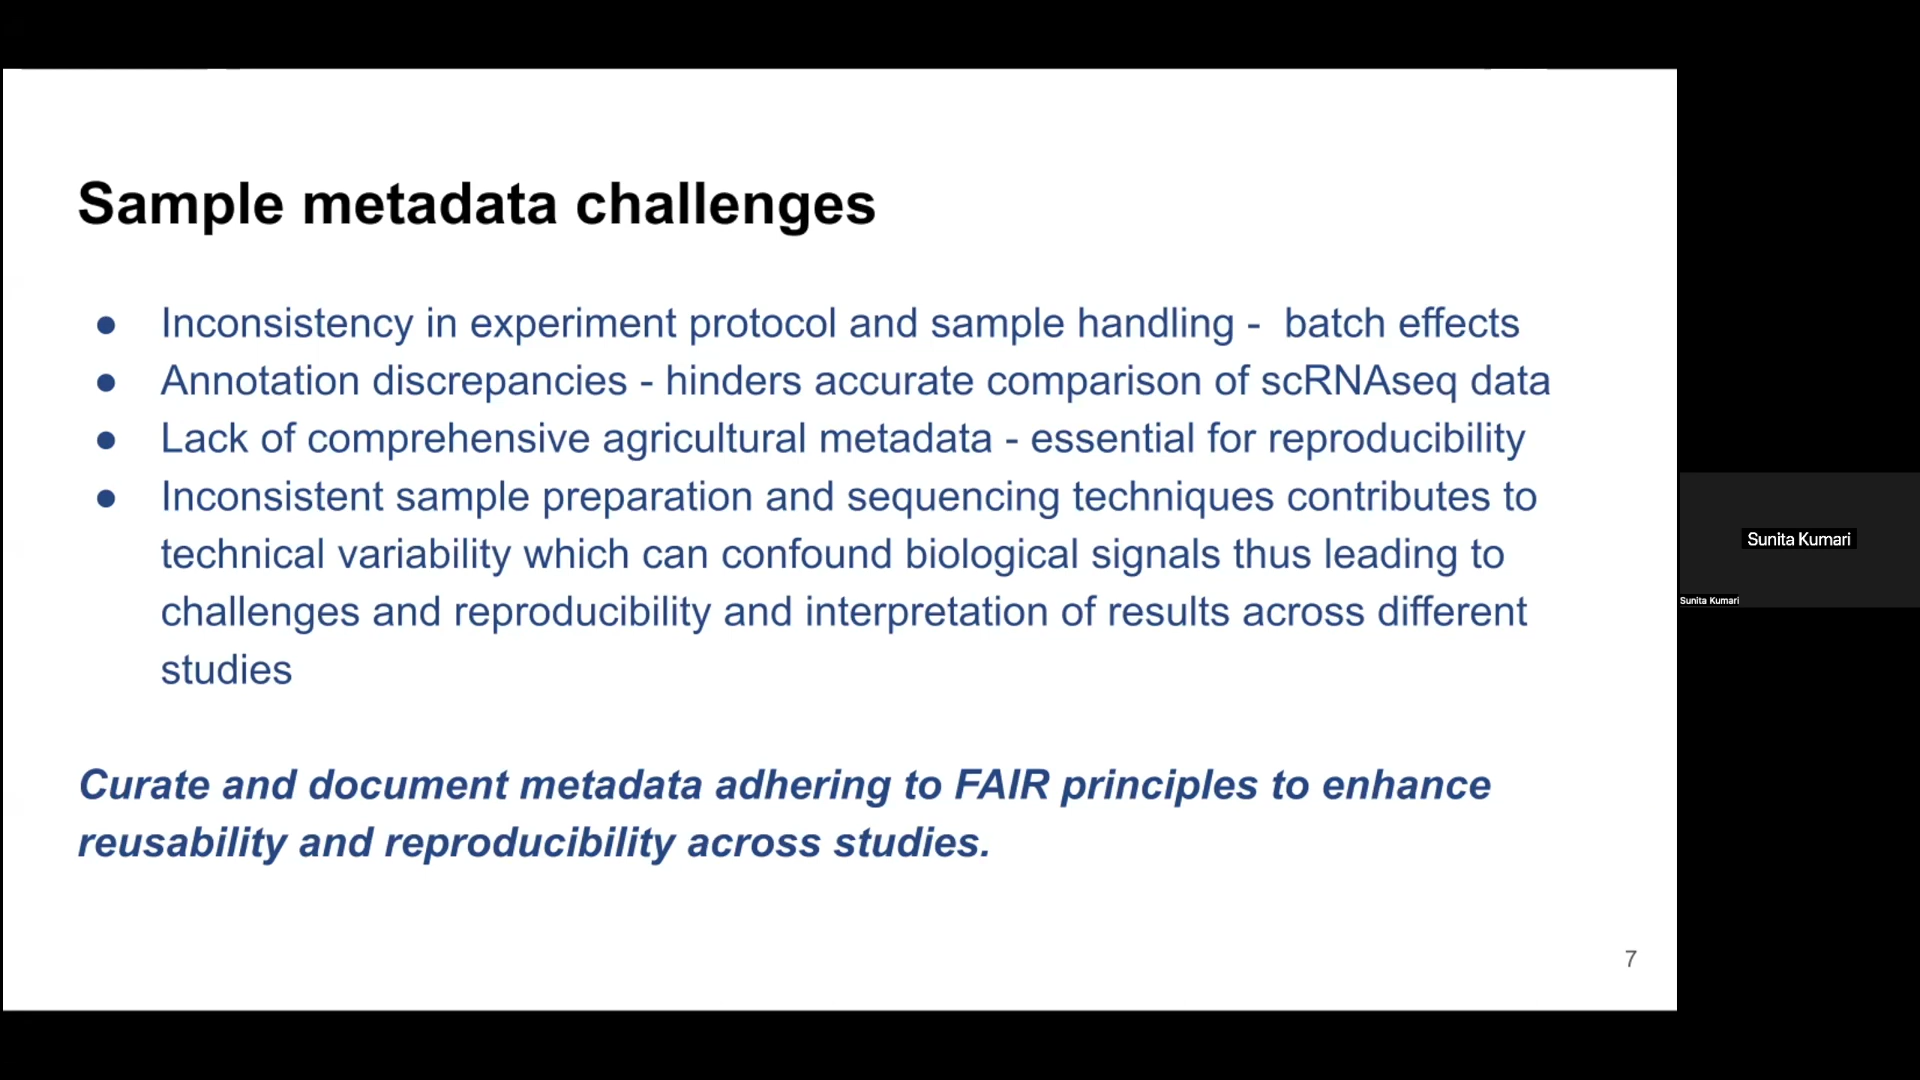 Sample metadata challenges
● Inconsistency in experiment protocol and sample handling -  batch effects
● Annotation discrepancies - hinders accurate comparison of scRNAseq data
● Lack of comprehensive agricultural metadata - essential for reproducibility
● Inconsistent sample preparation and sequencing techniques contributes to
technical variability which can confound biological signals thus leading to
challenges and reproducibility and interpretation of results across different
studies
Curate and document metadata adhering to FAIR principles to enhance
reusability and reproducibility across studies.
7
Sunita Kumari
Sunita Kumari